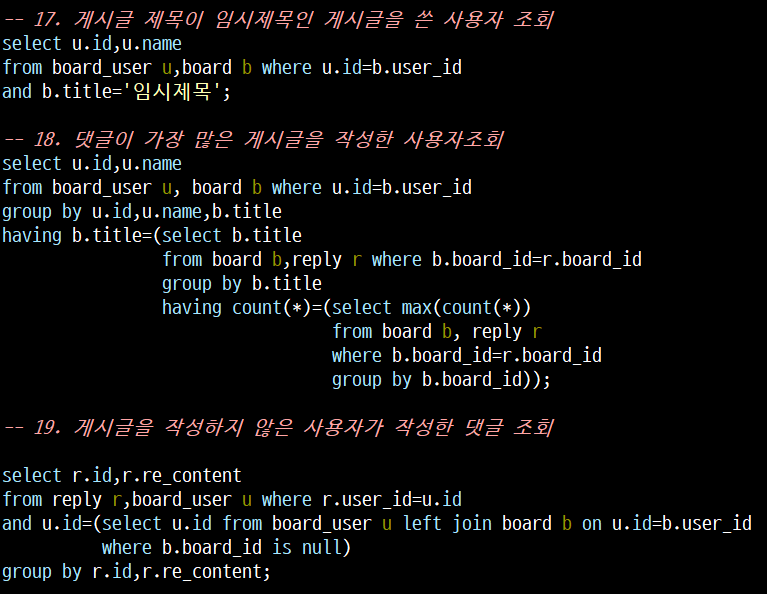 -- 17. 게시글 제목이 임시제목인 게시글을 쓴 사용자 조회
select u.id,u.name
from board_user u,board b where u.id=b.user_id
and b.title='임시제목';
-- 18. 댓글이 가장 많은 게시글을 작성한 사용자조회
select u.id,u.name
from board_user u, board b where u.id=b.user_id
group by u.id,u.name,b.title
having b.title=(select b.title
from board b,reply r where b.board_id=r.board_id
group by b.title
having count(*)=(select max(count(*))
from board b, reply r
where b.board_id=r.board_id
group by b.board_id));
-- 19. 게시글을 작성하지 않은 사용자가 작성한 댓글 조회
select r.id,r.re_content
from reply r,board_user u where r.user_id=u.id
and u.id=(select u.id from board_user u left join board b on u.id=b.user_id
where b.board_id is null)
group by r.id,r.re_content;